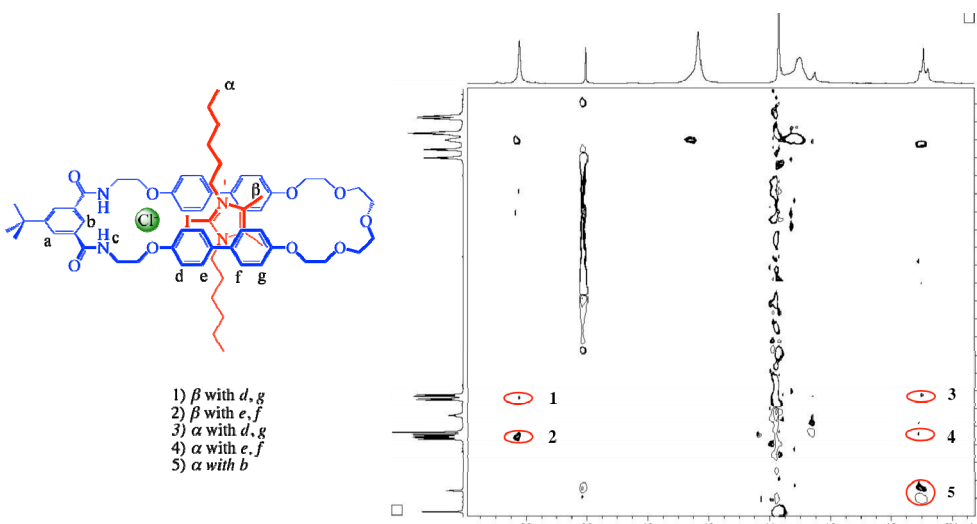 α
β
N
+
O
N
H
O
O
O
O
b
Cl-
I
O
a
H
N
c
N
O
O
O
O
O
d e f g
1) β with d, g
2) β with e, f
3) α with d, g
4) α with e, f
5) α with b
1
3
2
4
5